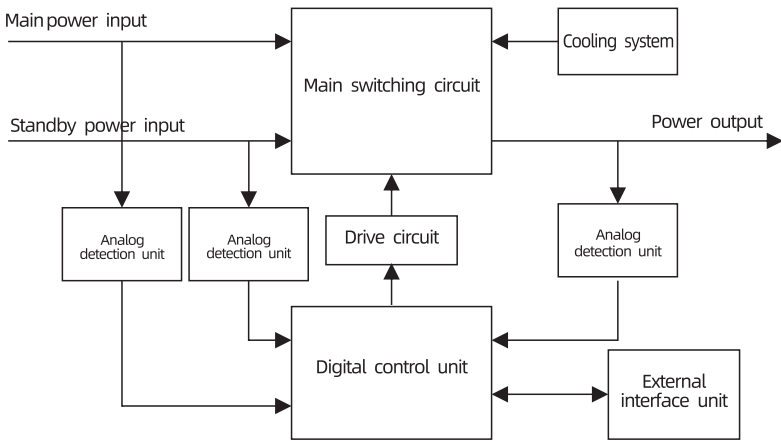 Main power input
Cooling system
Main switching circuit
Standby power input
Power output
Analog
detection unit
Analog
detection unit
Drive circuit
Analog
detection unit
Digital control unit
External
interface unit